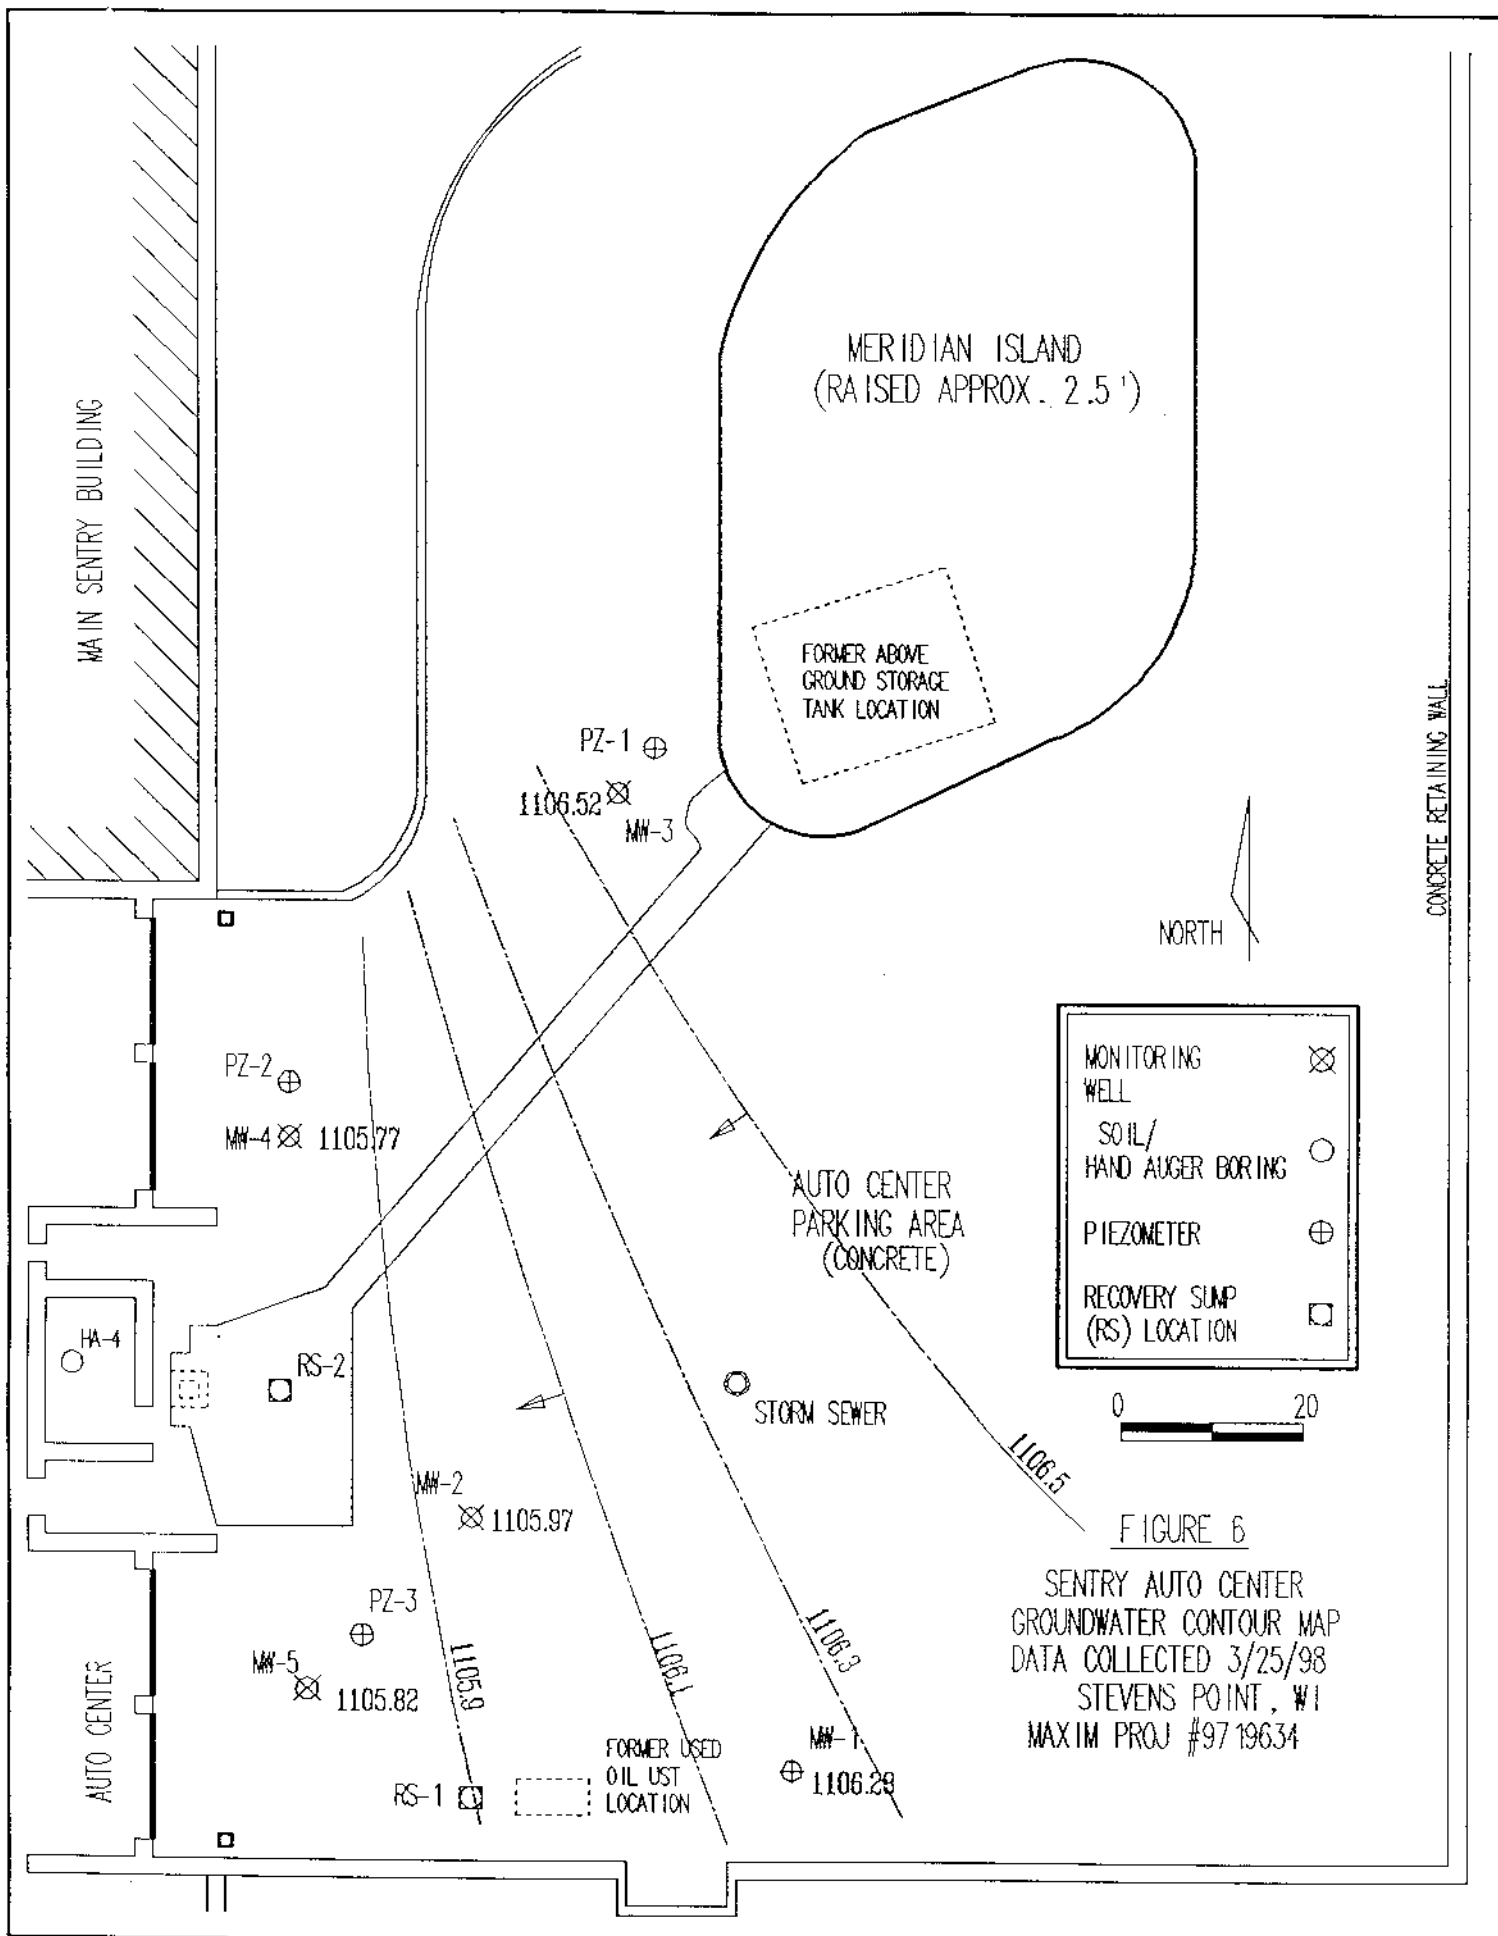 MERIDIAN ISLAND
(RAISED APPROX. 2.5')
MAIN SENTRY BUILDING
FORMER ABOVE
GROUND STORAGE
TANK LOCATION
CONCRETE RETAINING WALL
PZ-1
1106.52
MW-3
NORTH
MONITORING
WELL
SOIL/
HAND AUGER BORING
PIEZOMETER
RECOVERY SUMP
(RS) LOCATION
PZ-2
MW-4 1105.77
AUTO CENTER
PARKING AREA
(CONCRETE)
HA-4
RS-2
STORM SEWER
0 20
1106.5
MW-2
1105.97
FIGURE 6
SENTRY AUTO CENTER
GROUNDWATER CONTOUR MAP
DATA COLLECTED 3/25/98
STEVENS POINT, WI
MAXIM PROJ #9719634
PZ-3
MW-5
1105.82
1105.9
1106.1
1106.3
AUTO CENTER
RS-1
FORMER USED
OIL UST
LOCATION
MW-1
1106.29